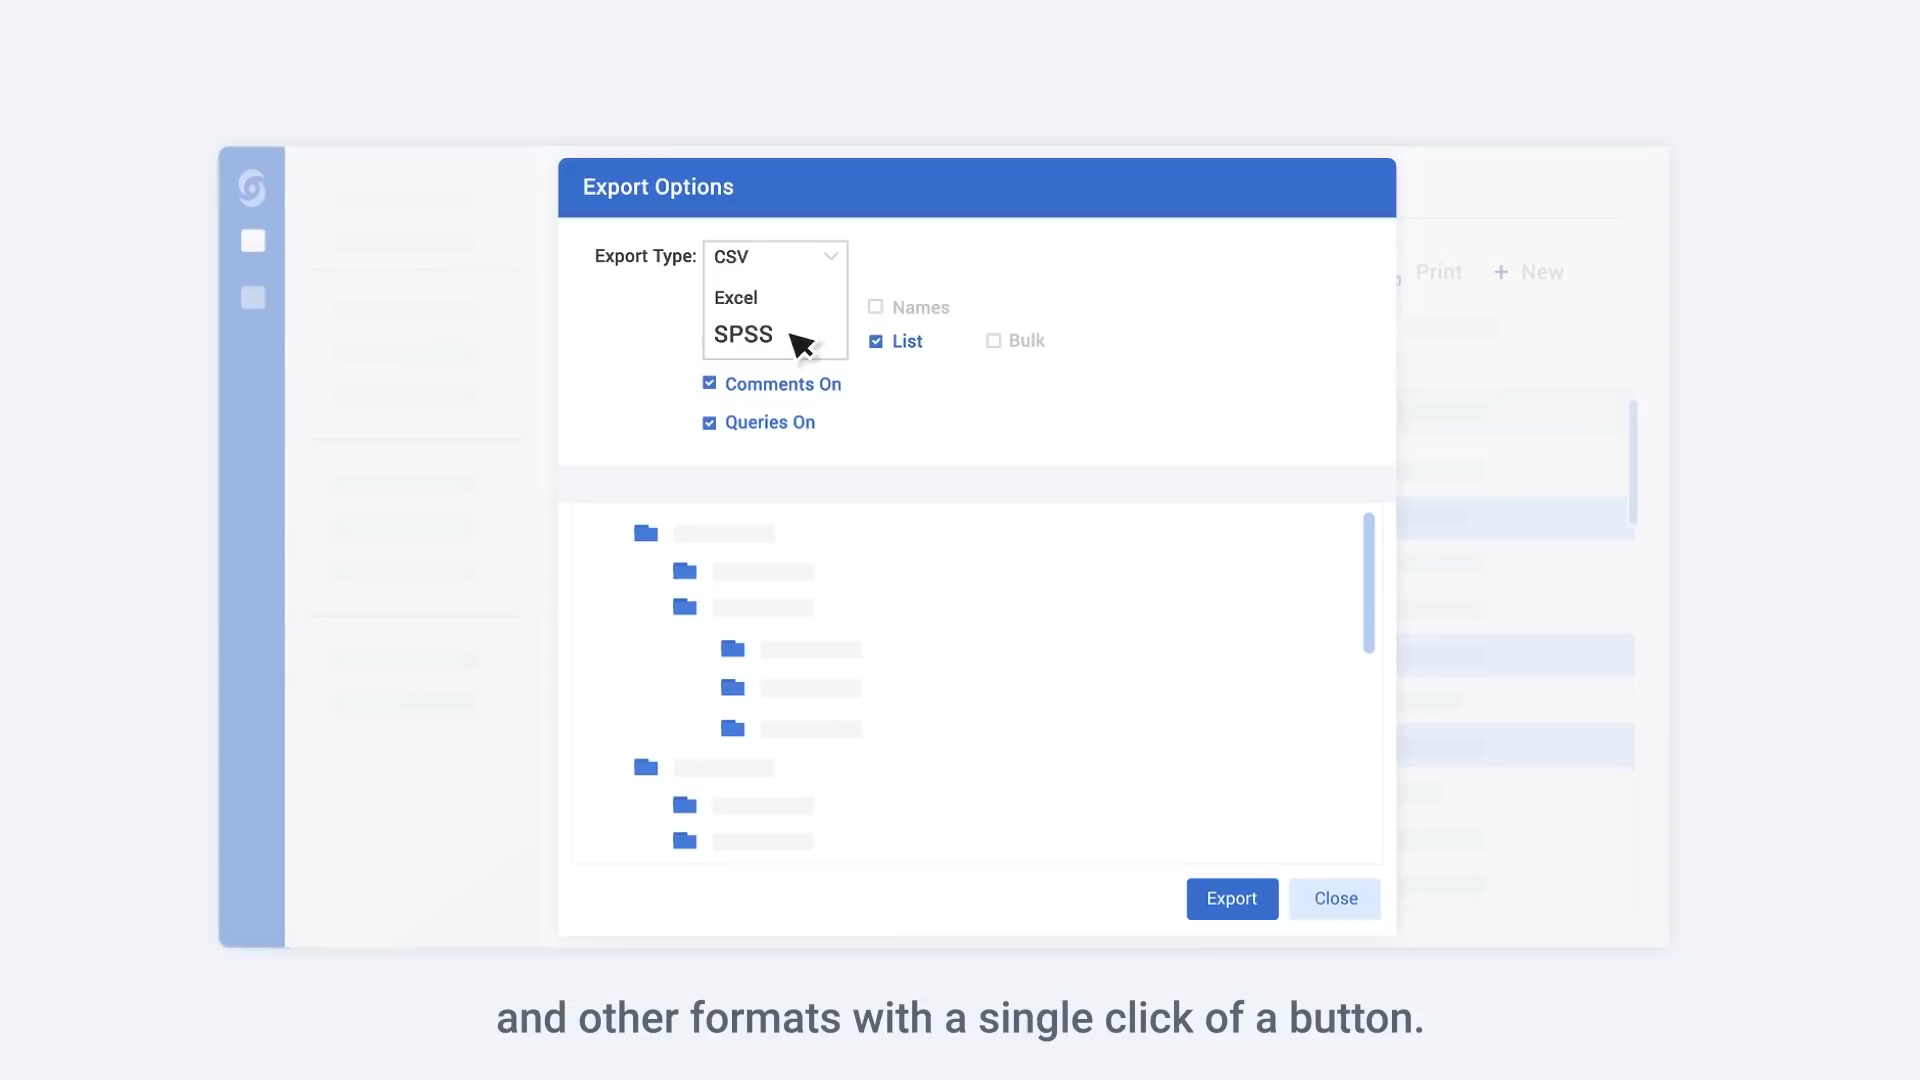 Export Options
Export Type:
CSV
Excel
SPSS
Names
List
Bulk
Comments On
Queries On
Print
+ New
Export
Close
and other formats with a single click of a button.